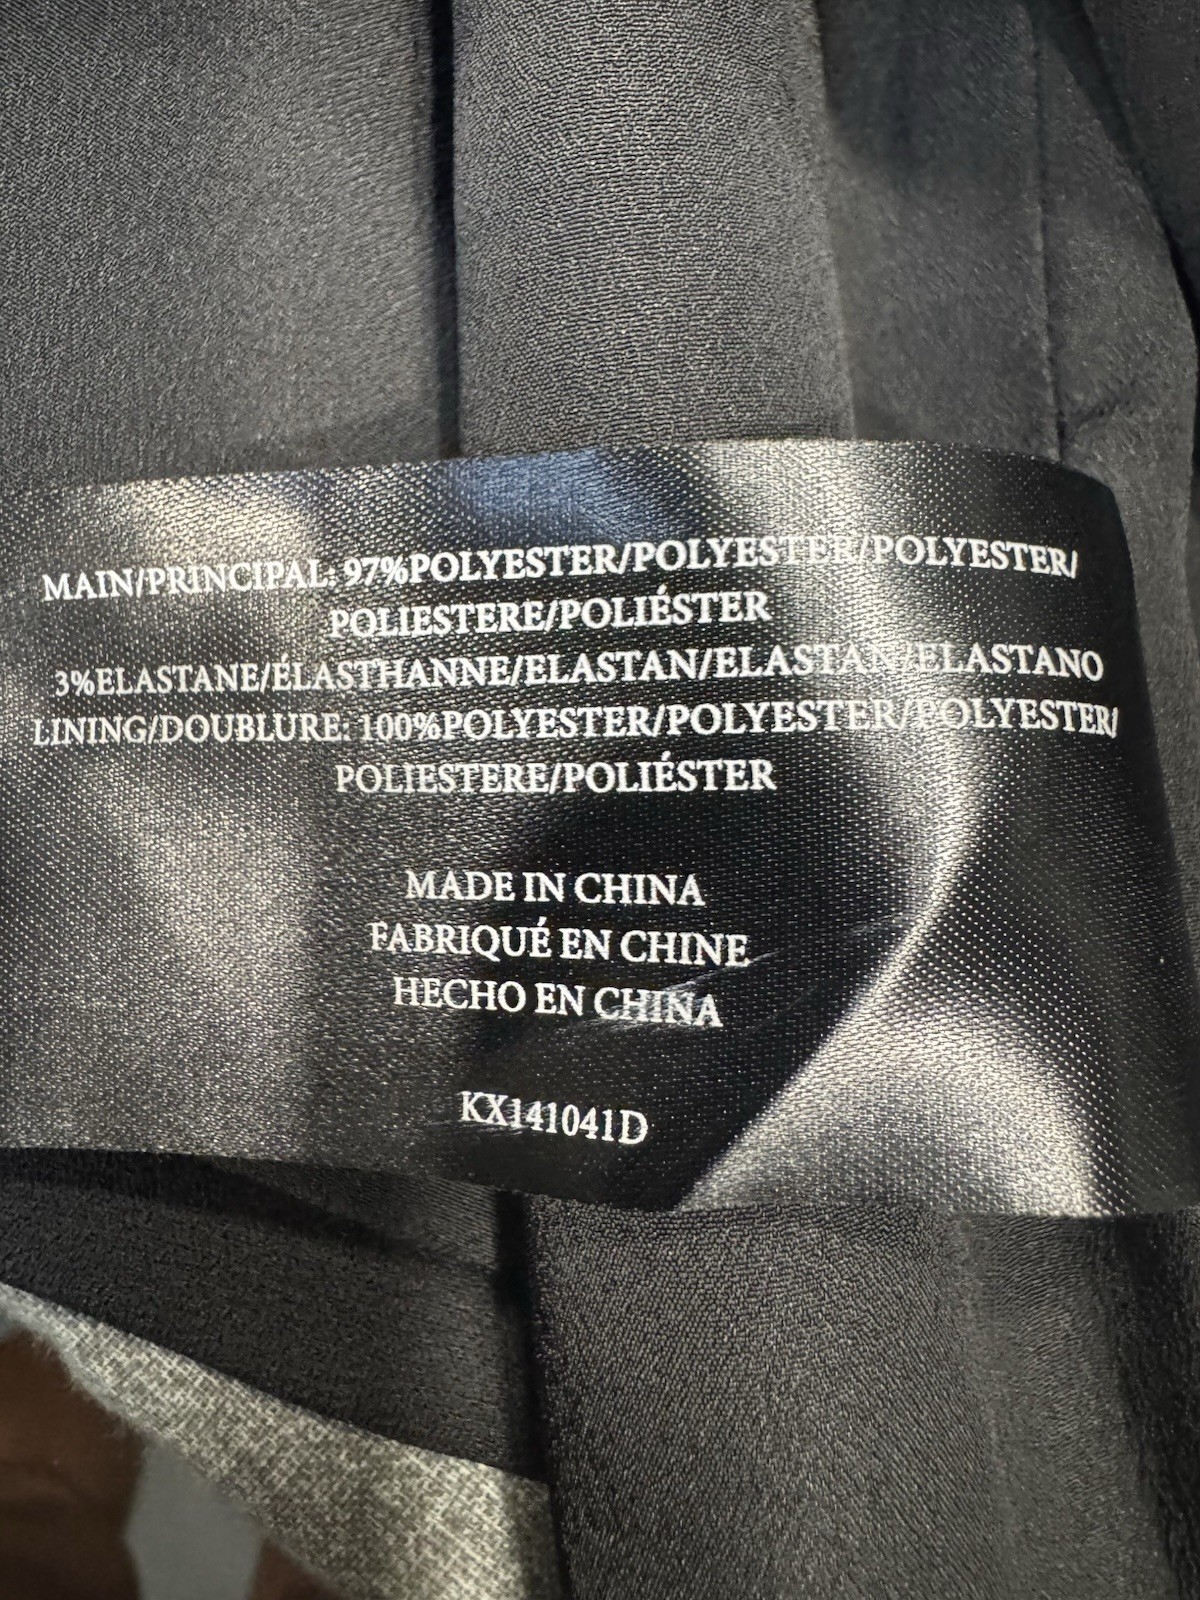 MAIN/PRINCIPAL: 97%POLYESTER/POLYESTER/POLYESTER/
POLIESTERE/POLIÉSTER
3%ELASTANE/ÉLASTHANNE/ELASTAN/ELASTAN/ELASTANO
LINING/DOUBLURE: 100%POLYESTER/POLYESTER/POLYESTER/
POLIESTERE/POLIÉSTER
MADE IN CHINA
FABRIQUÉ EN CHINE
HECHO EN CHINA
KX141041D